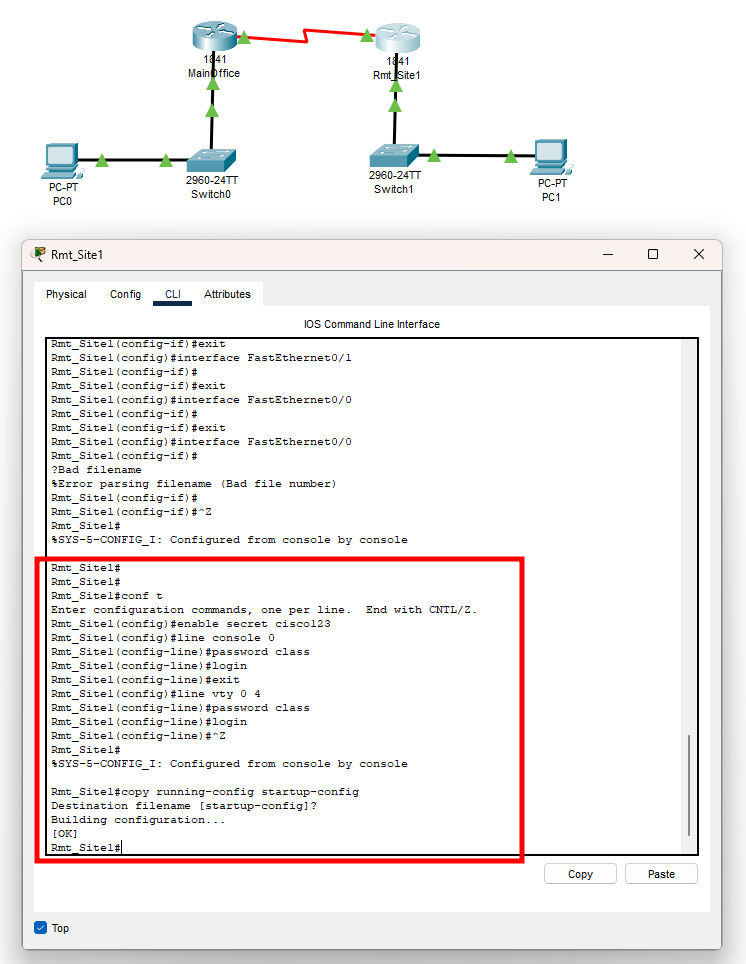 1841
MainOffice
1841
Rmt_Site1
PC-PT
PC0
2960-24TT
Switch0
2960-24TT
Switch1
PC-PT
PC1
Rmt_Site1
Physical Config CLI Attributes
IOS Command Line Interface
Rmt_Site1(config-if)#exit
Rmt_Site1(config)#interface FastEthernet0/1
Rmt_Site1(config-if)#
Rmt_Site1(config-if)#exit
Rmt_Site1(config)#interface FastEthernet0/0
Rmt_Site1(config-if)#
Rmt_Site1(config-if)#exit
Rmt_Site1(config)#interface FastEthernet0/0
Rmt_Site1(config-if)#
?Bad filename
%Error parsing filename (Bad file number)
Rmt_Site1(config-if)#
Rmt_Site1(config-if)#^Z
Rmt_Site1#
%SYS-5-CONFIG_I: Configured from console by console
Rmt_Site1#
Rmt_Site1#
Rmt_Site1#conf t
Enter configuration commands, one per line.  End with CNTL/Z.
Rmt_Site1(config)#enable secret cisco123
Rmt_Site1(config)#line console 0
Rmt_Site1(config-line)#password class
Rmt_Site1(config-line)#login
Rmt_Site1(config-line)#exit
Rmt_Site1(config)#line vty 0 4
Rmt_Site1(config-line)#password class
Rmt_Site1(config-line)#login
Rmt_Site1(config-line)#^Z
Rmt_Site1#
%SYS-5-CONFIG_I: Configured from console by console
Rmt_Site1#copy running-config startup-config
Destination filename [startup-config]?
Building configuration...
[OK]
Rmt_Site1#
Copy Paste
Top